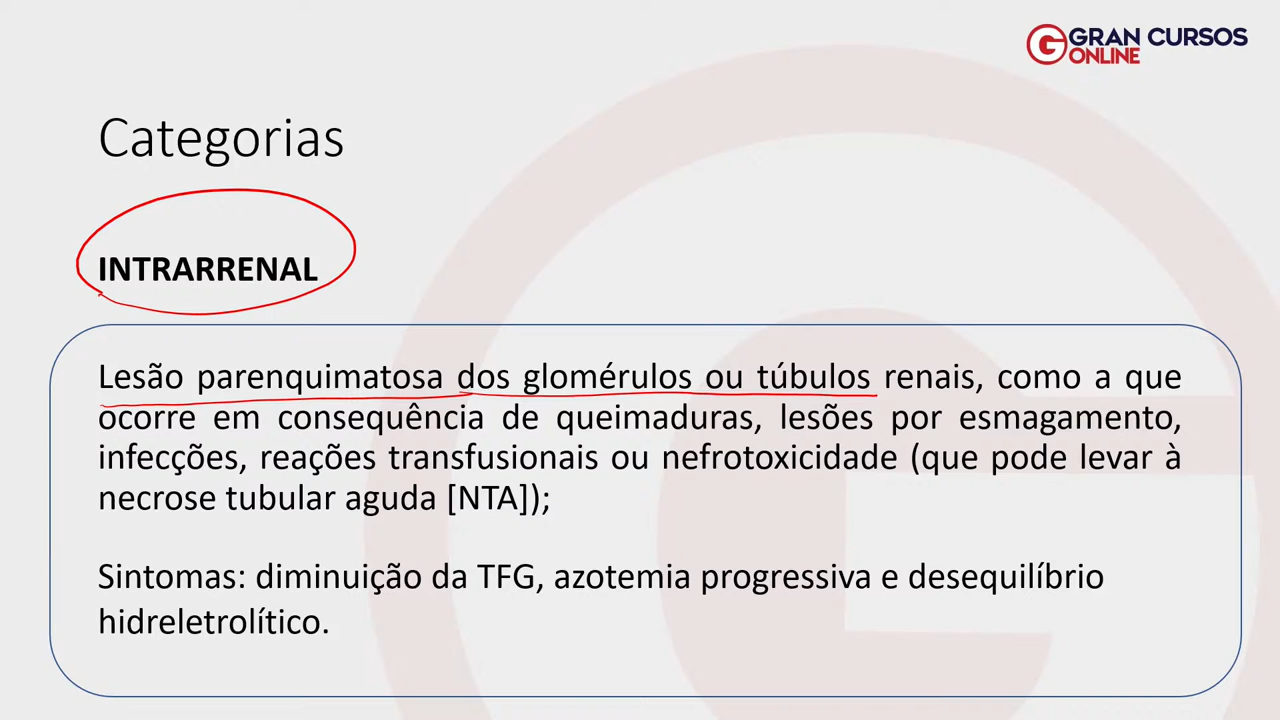 GRAN CURSOS
ONLINE
Categorias
INTRARRENAL
Lesão parenquimatosa dos glomérulos ou túbulos renais, como a que
ocorre em consequência de queimaduras, lesões por esmagamento,
infecções, reações transfusionais ou nefrotoxicidade (que pode levar à
necrose tubular aguda [NTA]);
Sintomas: diminuição da TFG, azotemia progressiva e desequilíbrio
hidreletrolítico.